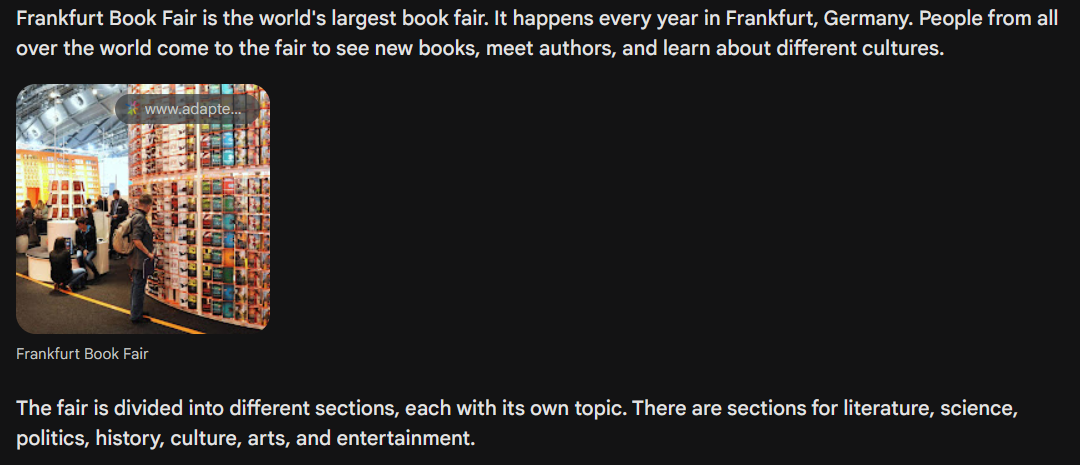 Frankfurt Book Fair is the world's largest book fair. It happens every year in Frankfurt, Germany. People from all
over the world come to the fair to see new books, meet authors, and learn about different cultures.
www.adapte...
Frankfurt Book Fair
The fair is divided into different sections, each with its own topic. There are sections for literature, science,
politics, history, culture, arts, and entertainment.